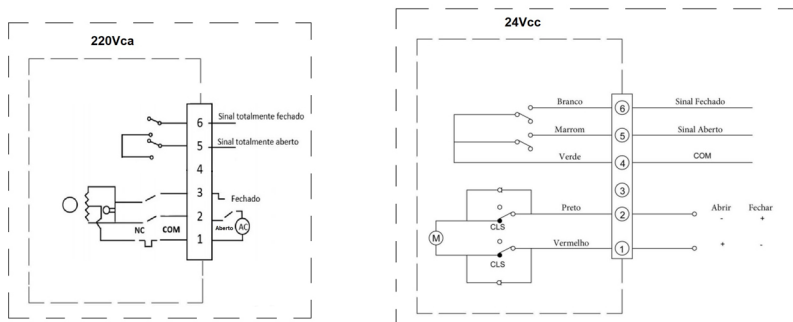 220Vca
6 Sinal totalmente fechado
5 Sinal totalmente aberto
4
3 Fechado
2
NC COM Aberto AC
1
24Vcc
Branco 6 Sinal Fechado
Marrom 5 Sinal Aberto
Verde 4 COM
3
Preto 2 Abrir Fechar
- +
CLS
M
Vermelho 1 + -
CLS